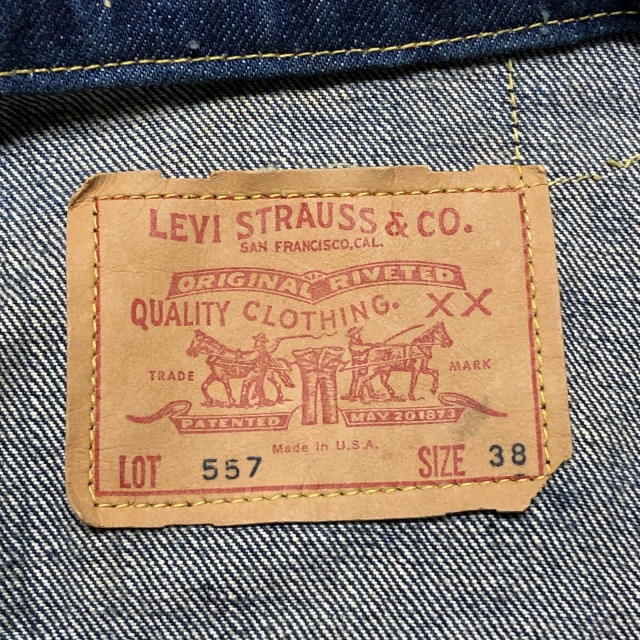 LEVI STRAUSS & CO.
SAN FRANCISCO, CAL.
ORIGINAL RIVETED
QUALITY CLOTHING. XX
TRADE MARK
PATENTED MAY 20 1873
Made in U.S.A.
LOT 557 SIZE 38